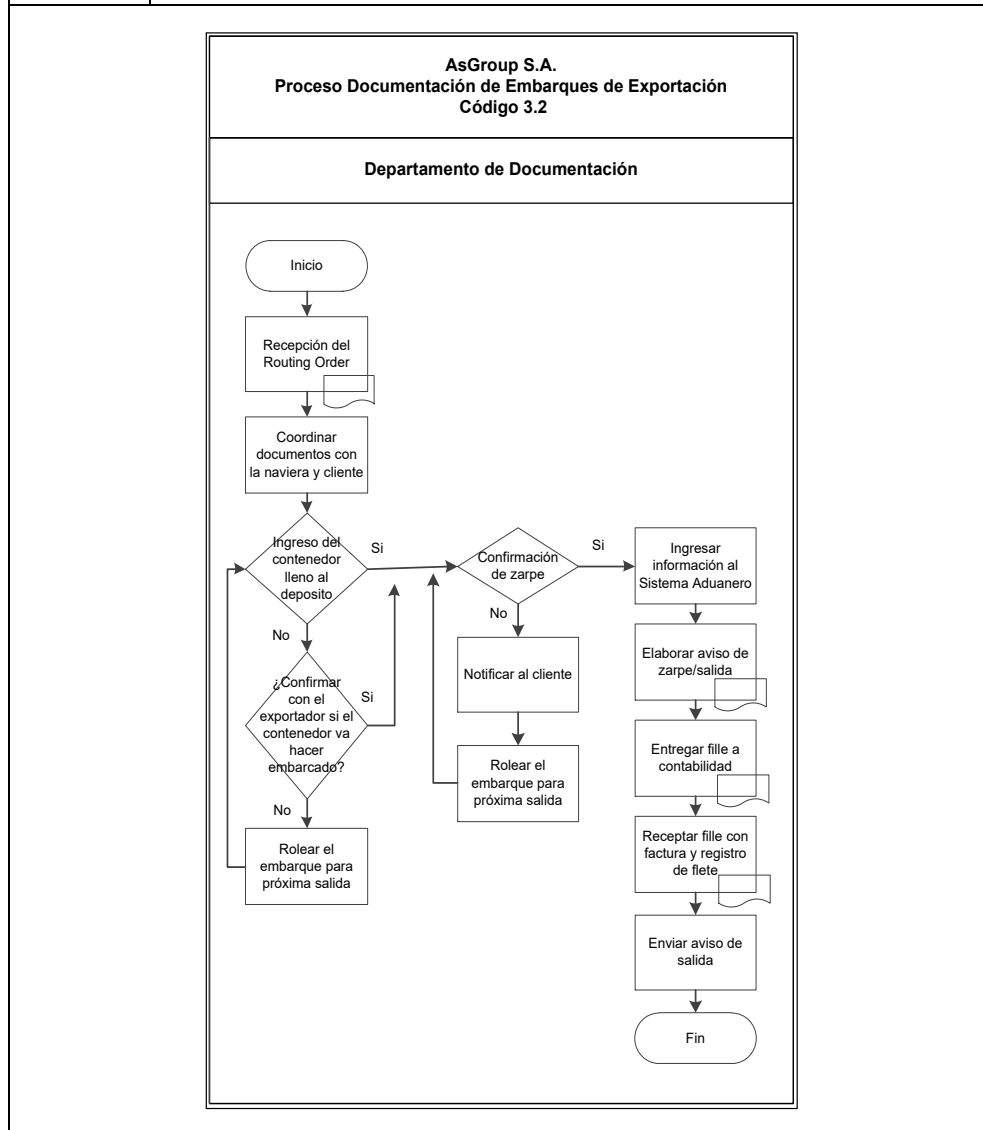 AsGroup S.A.
Proceso Documentación de Embarques de Exportación
Código 3.2
Departamento de Documentación
Inicio
Recepción del
Routing Order
Coordinar
documentos con
la naviera y cliente
Ingreso del
contenedor
lleno al
deposito
Si
No
¿Confirmar
con el
exportador si el
contenedor va
hacer
embarcado?
Si
No
Rolear el
embarque para
próxima salida
Confirmación
de zarpe
Si
No
Notificar al cliente
Rolear el
embarque para
próxima salida
Ingresar
información al
Sistema Aduanero
Elaborar aviso de
zarpe/salida
Entregar fille a
contabilidad
Receptar fille con
factura y registro
de flete
Enviar aviso de
salida
Fin